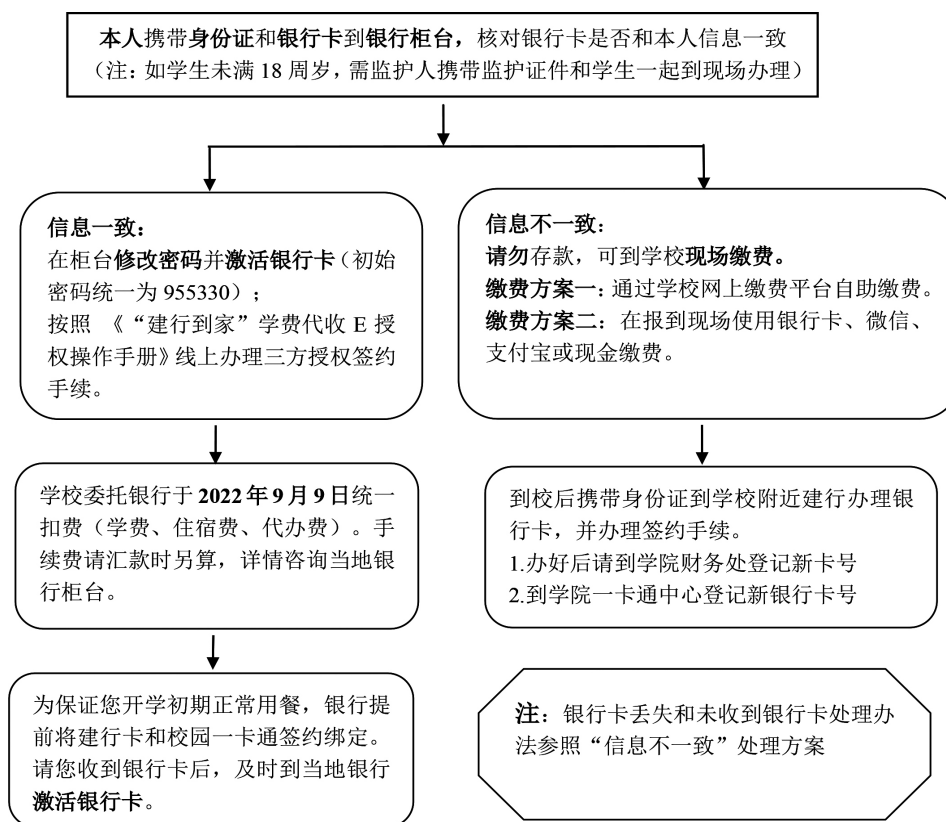 本人携带身份证和银行卡到银行柜台，核对银行卡是否和本人信息一致
（注：如学生未满 18 周岁，需监护人携带监护证件和学生一起到现场办理）
信息一致：
在柜台修改密码并激活银行卡（初始
密码统一为 955330）；
按照 《“建行到家”学费代收 E 授
权操作手册》线上办理三方授权签约
手续。
信息不一致：
请勿存款，可到学校现场缴费。
缴费方案一：通过学校网上缴费平台自助缴费。
缴费方案二：在报到现场使用银行卡、微信、
支付宝或现金缴费。
学校委托银行于 2022 年 9 月 9 日统一
扣费（学费、住宿费、代办费）。手
续费请汇款时另算，详情咨询当地银
行柜台。
到校后携带身份证到学校附近建行办理银
行卡，并办理签约手续。
1.办好后请到学院财务处登记新卡号
2.到学院一卡通中心登记新银行卡号
为保证您开学初期正常用餐，银行提
前将建行卡和校园一卡通签约绑定。
请您收到银行卡后，及时到当地银行
激活银行卡。
注：银行卡丢失和未收到银行卡处理办
法参照“信息不一致”处理方案